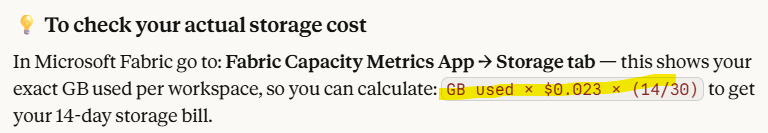 💡 To check your actual storage cost
In Microsoft Fabric go to: Fabric Capacity Metrics App → Storage tab — this shows your
exact GB used per workspace, so you can calculate: GB used × $0.023 × (14/30) to get
your 14-day storage bill.